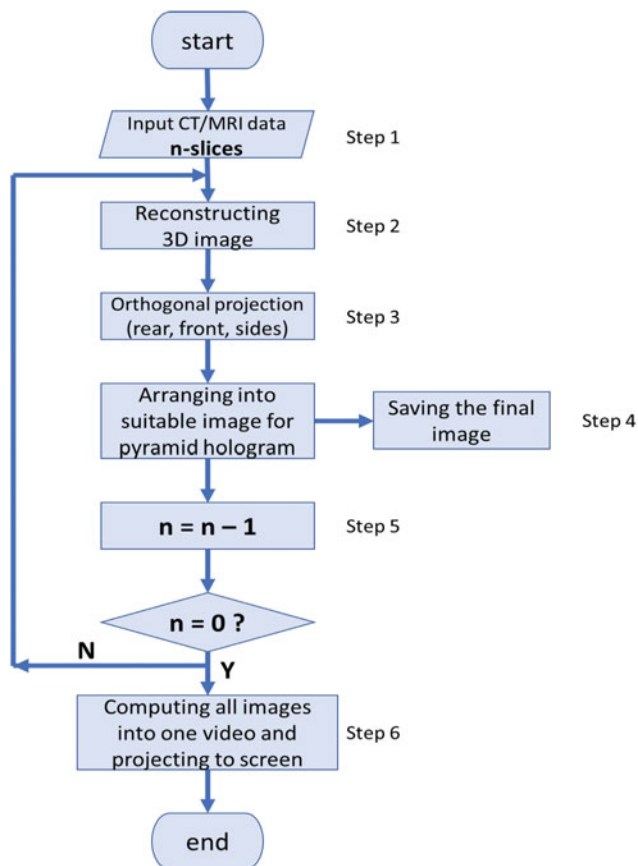 start
Input CT/MRI data
n-slices
Step 1
Reconstructing
3D image
Step 2
Orthogonal projection
(rear, front, sides)
Step 3
Arranging into
suitable image for
pyramid hologram
Saving the final
image
Step 4
n = n – 1
Step 5
n = 0 ?
N
Y
Computing all images
into one video and
projecting to screen
Step 6
end